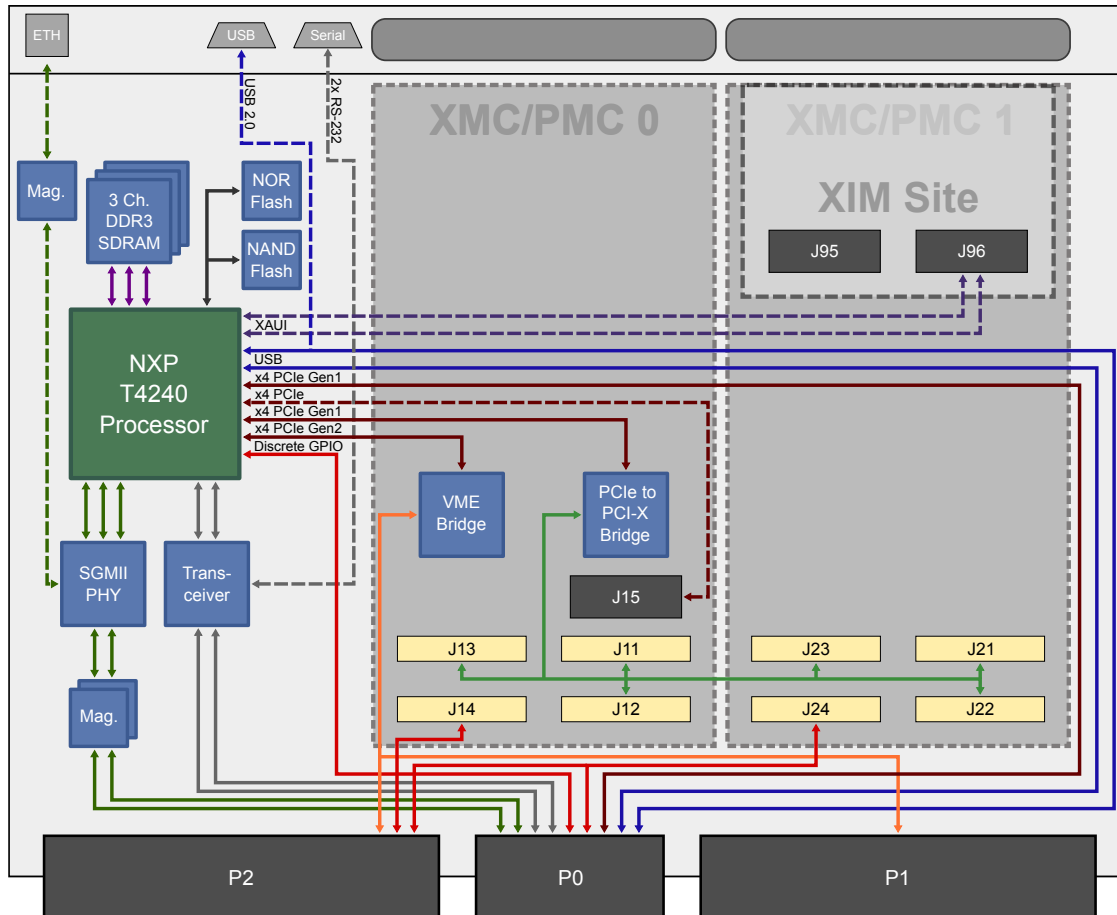 ETH
USB
Serial
USB 2.0
2x RS-232
XMC/PMC 0
XMC/PMC 1
XIM Site
Mag.
3 Ch.
DDR3
SDRAM
NOR
Flash
NAND
Flash
J95
J96
NXP
T4240
Processor
XAUI
USB
x4 PCIe Gen1
x4 PCIe
x4 PCIe Gen1
x4 PCIe Gen2
Discrete GPIO
VME
Bridge
PCIe to
PCI-X
Bridge
SGMII
PHY
Trans-
ceiver
J15
J13
J11
J23
J21
Mag.
J14
J12
J24
J22
P2
P0
P1